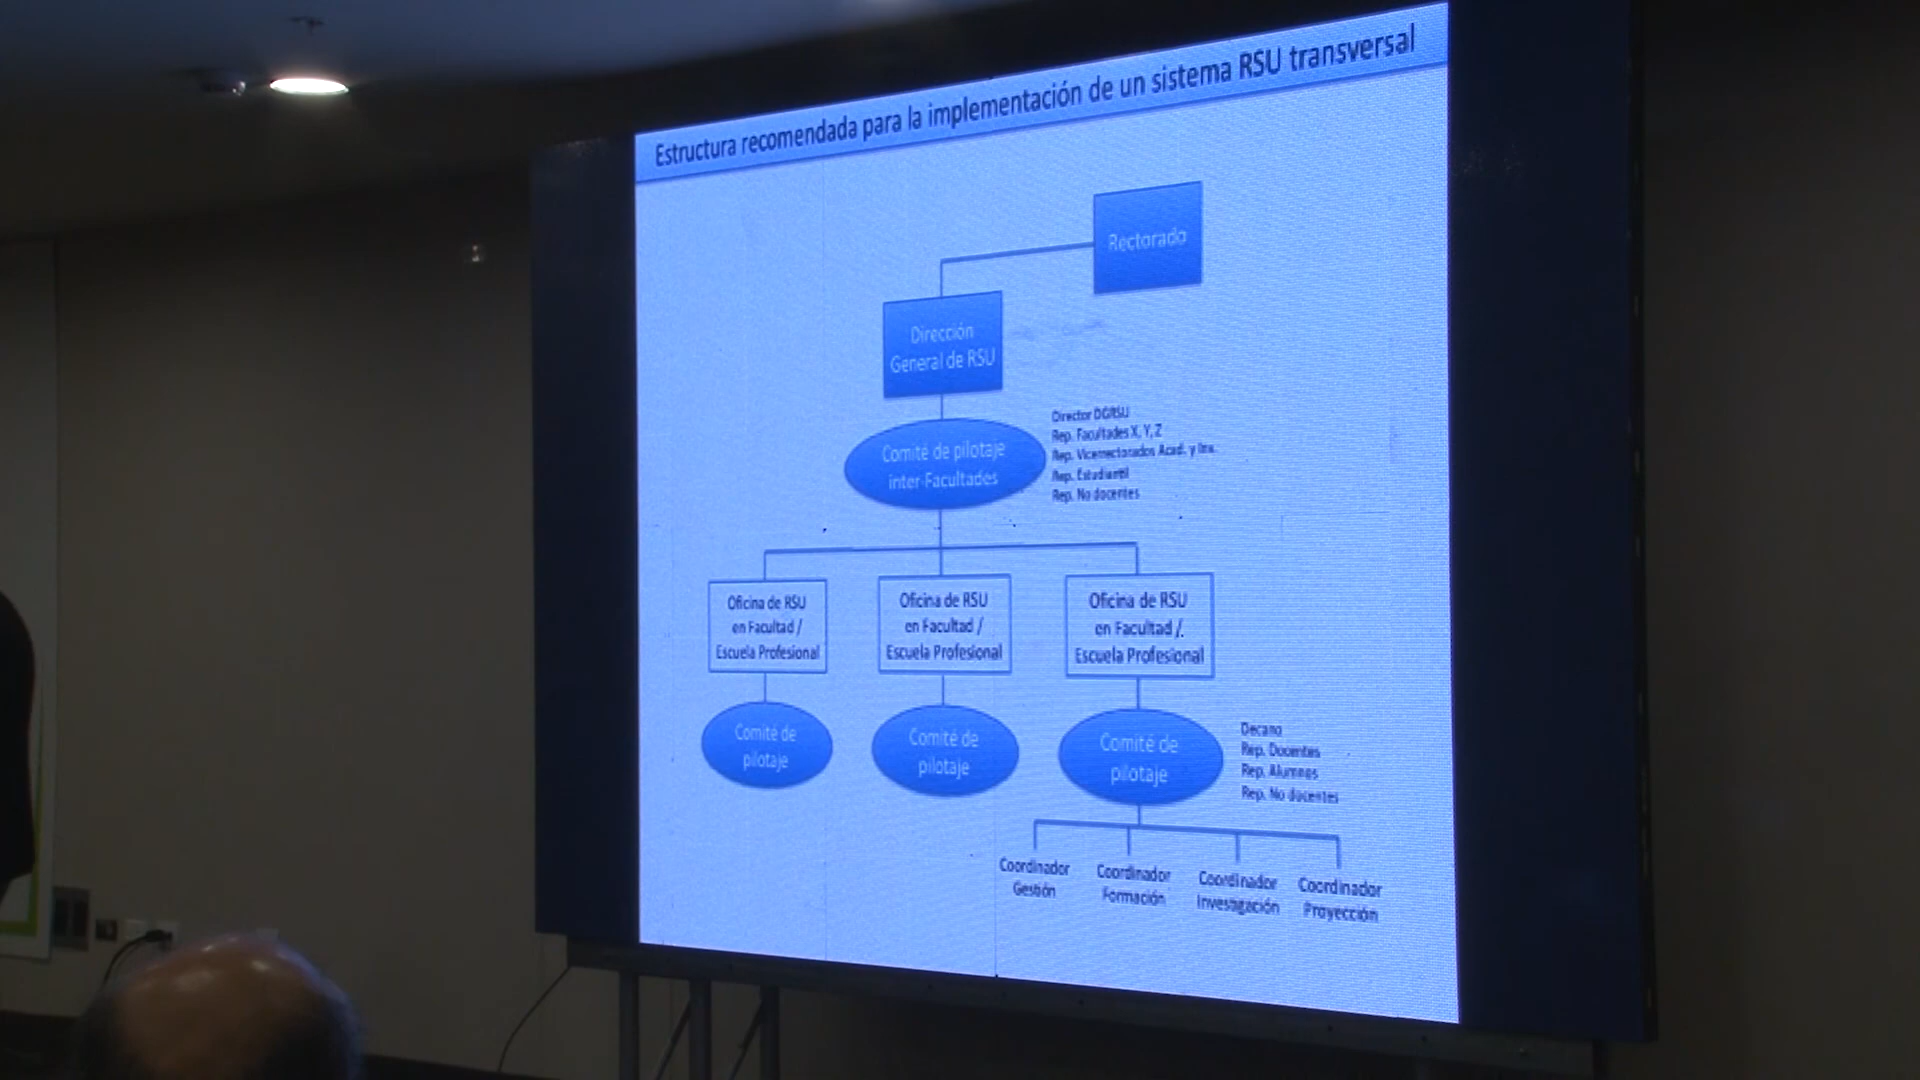 Estructura recomendada para la implementación de un sistema RSU transversal
Rectorado
Dirección
General de RSU
Comité de pilotaje
inter-Facultades
Director DGRSU
Rep. Facultades X, Y, Z
Rep. Vicerrectorados Acad. y Inv.
Rep. Estudiantil
Rep. No docentes
Oficina de RSU
en Facultad /
Escuela Profesional
Oficina de RSU
en Facultad /
Escuela Profesional
Oficina de RSU
en Facultad /
Escuela Profesional
Comité de
pilotaje
Comité de
pilotaje
Comité de
pilotaje
Decano
Rep. Docentes
Rep. Alumnos
Rep. No docentes
Coordinador
Gestión
Coordinador
Formación
Coordinador
Investigación
Coordinador
Proyección